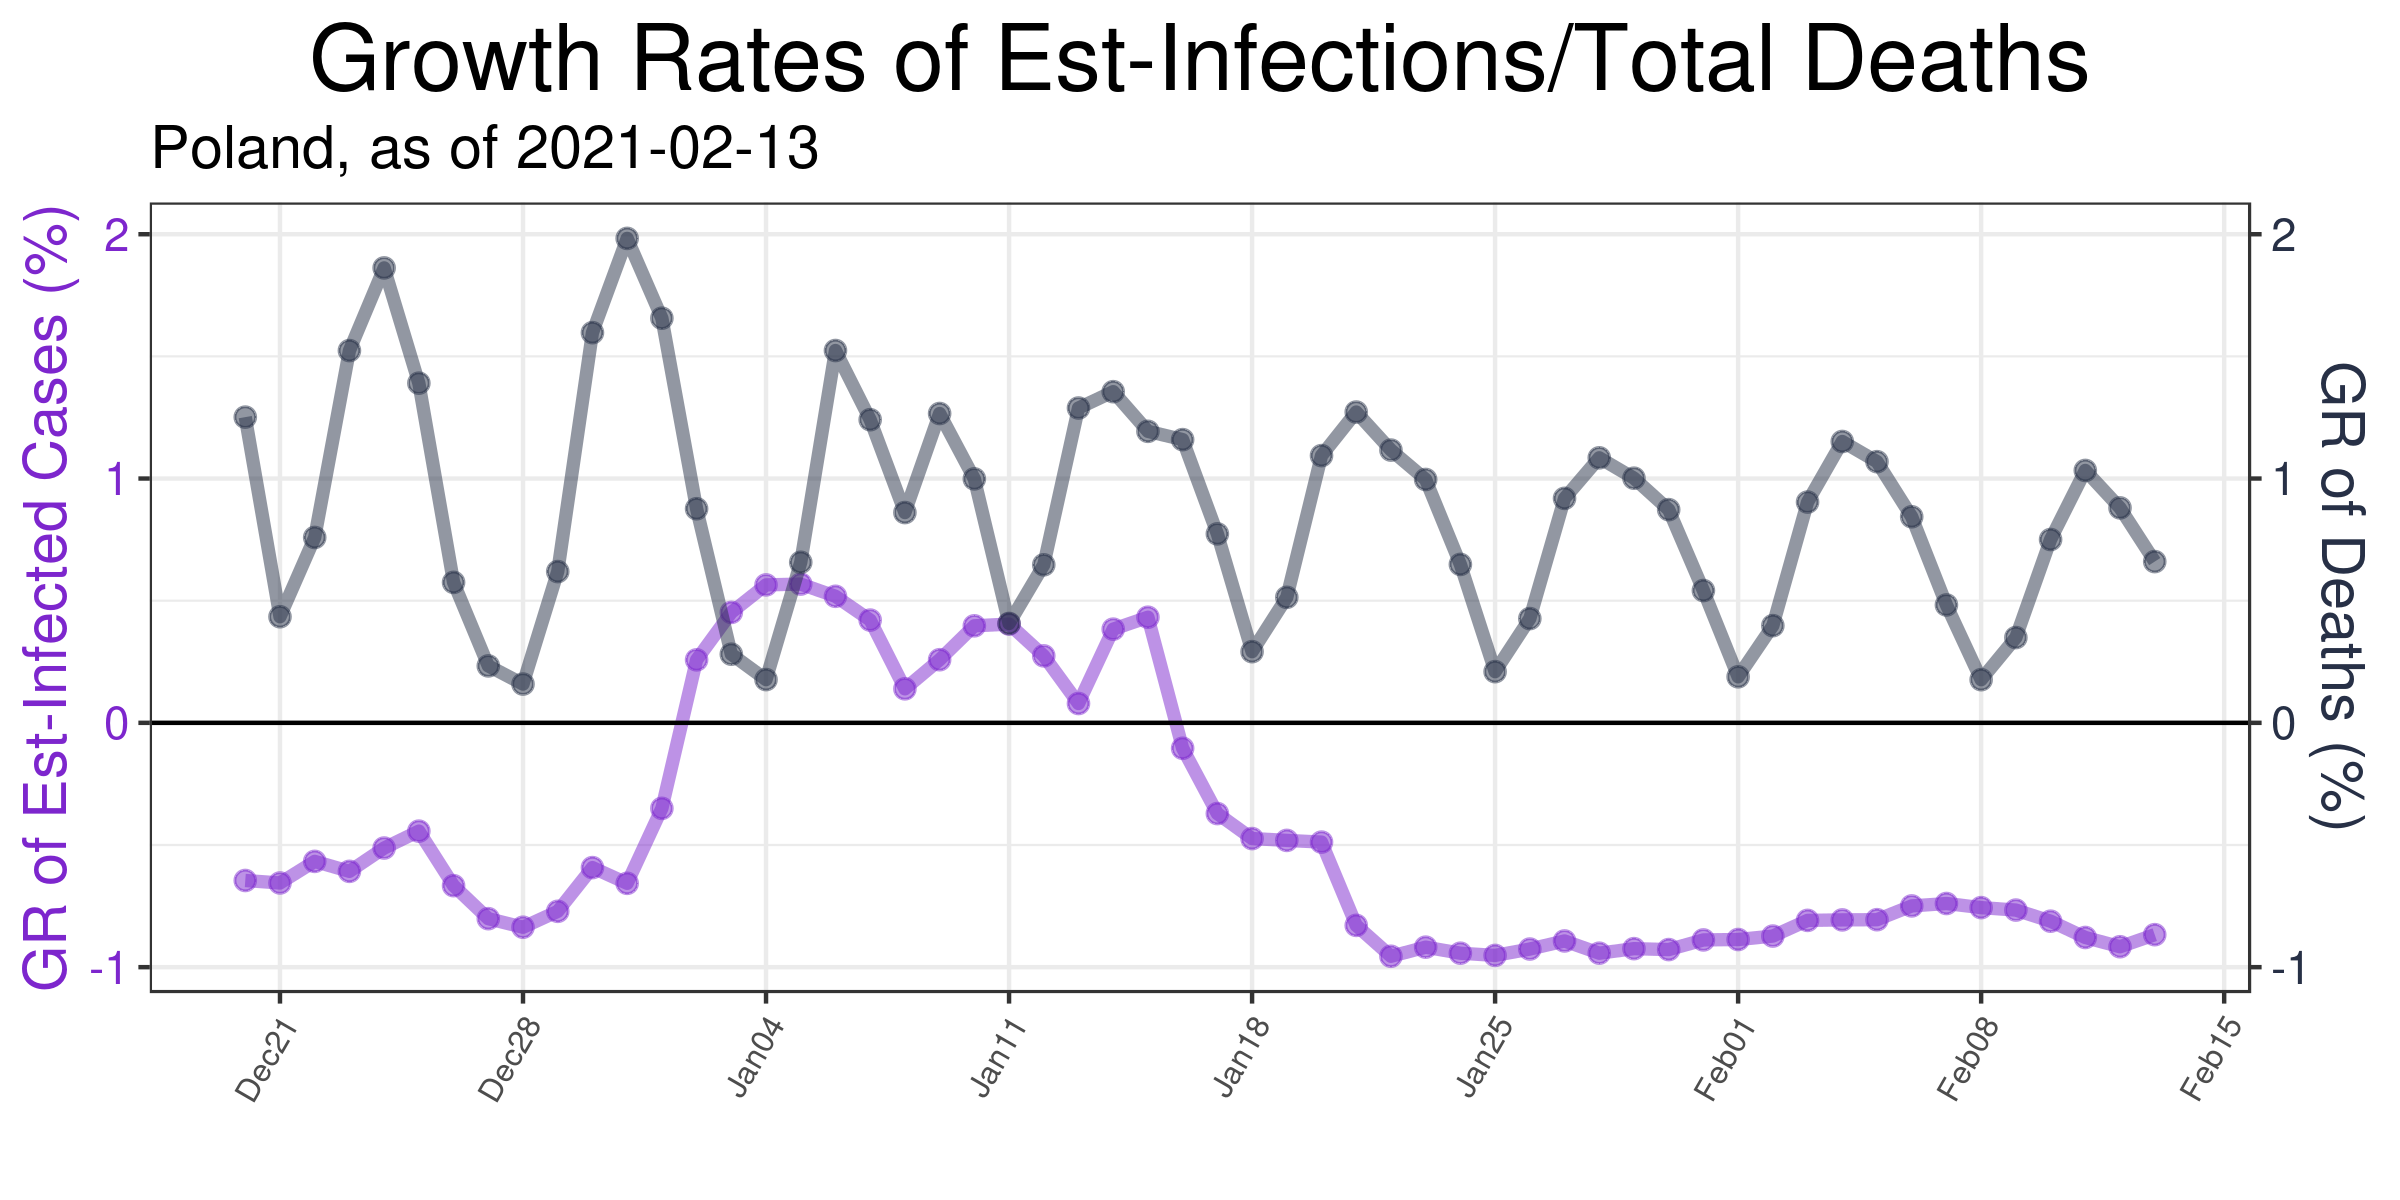 Growth Rates of Est-Infections/Total Deaths
Poland, as of 2021-02-13
GR of Est-Infected Cases (%)
2
1
0
-1
2
1
0
-1
GR of Deaths (%)
Dec21
Dec28
Jan04
Jan11
Jan18
Jan25
Feb01
Feb08
Feb15